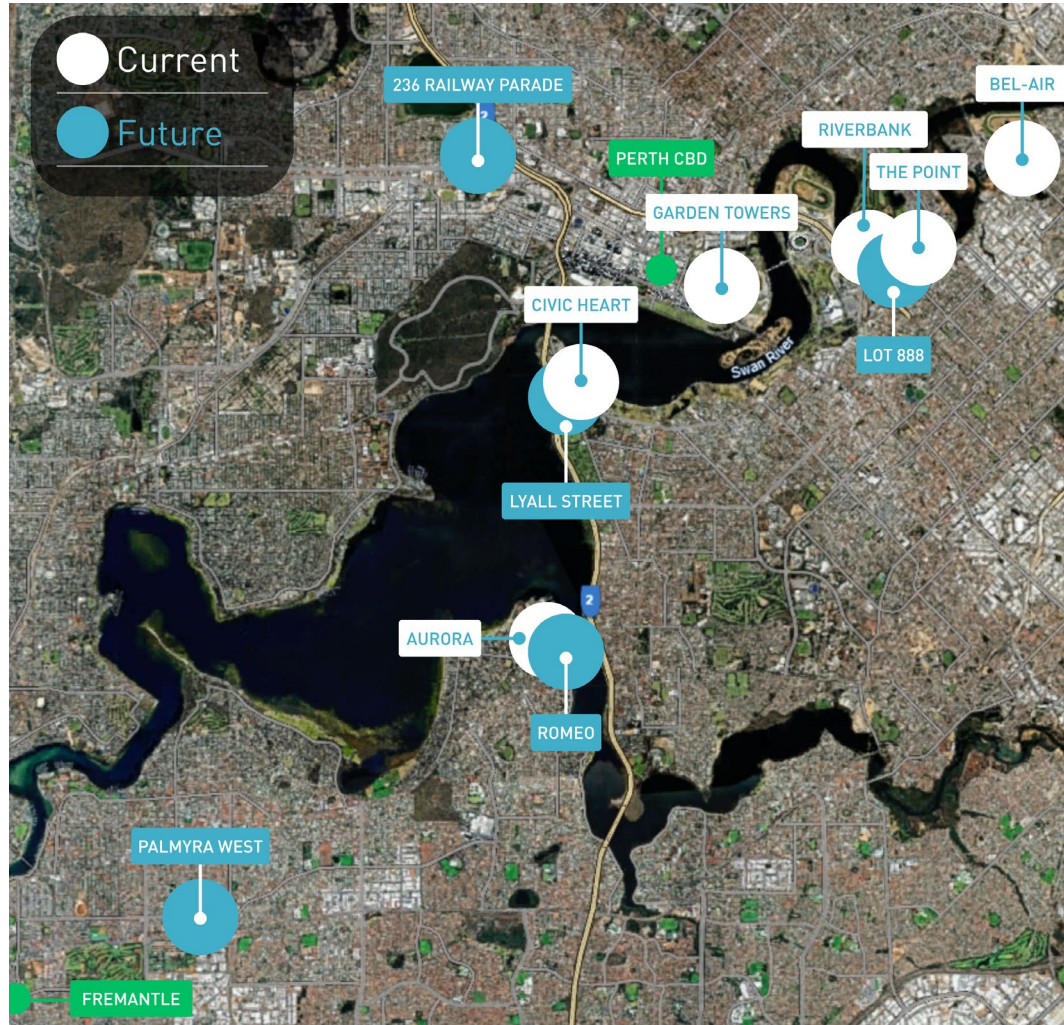 Current
Future
236 RAILWAY PARADE
2
BEL-AIR
RIVERBANK
PERTH CBD
THE POINT
GARDEN TOWERS
CIVIC HEART
LOT 888
Swan River
LYALL STREET
2
AURORA
ROMEO
PALMYRA WEST
FREMANTLE